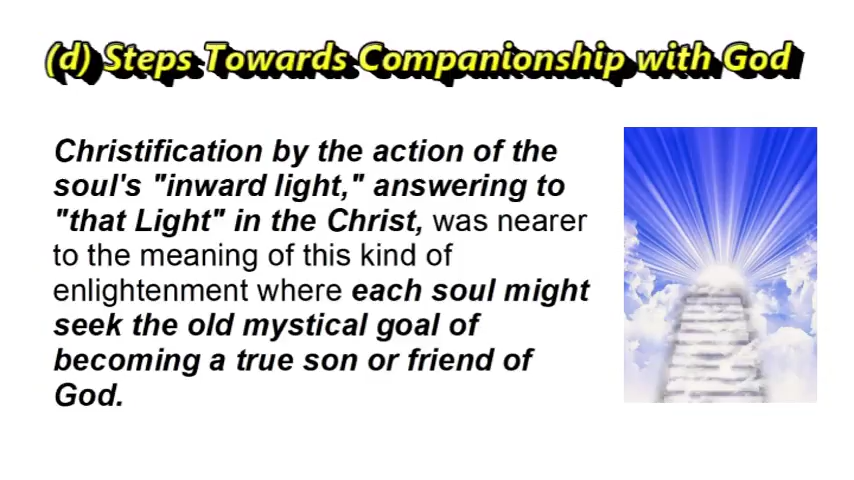 (d) Steps Towards Companionship with God
Christification by the action of the
soul's "inward light," answering to
"that Light" in the Christ, was nearer
to the meaning of this kind of
enlightenment where each soul might
seek the old mystical goal of
becoming a true son or friend of
God.